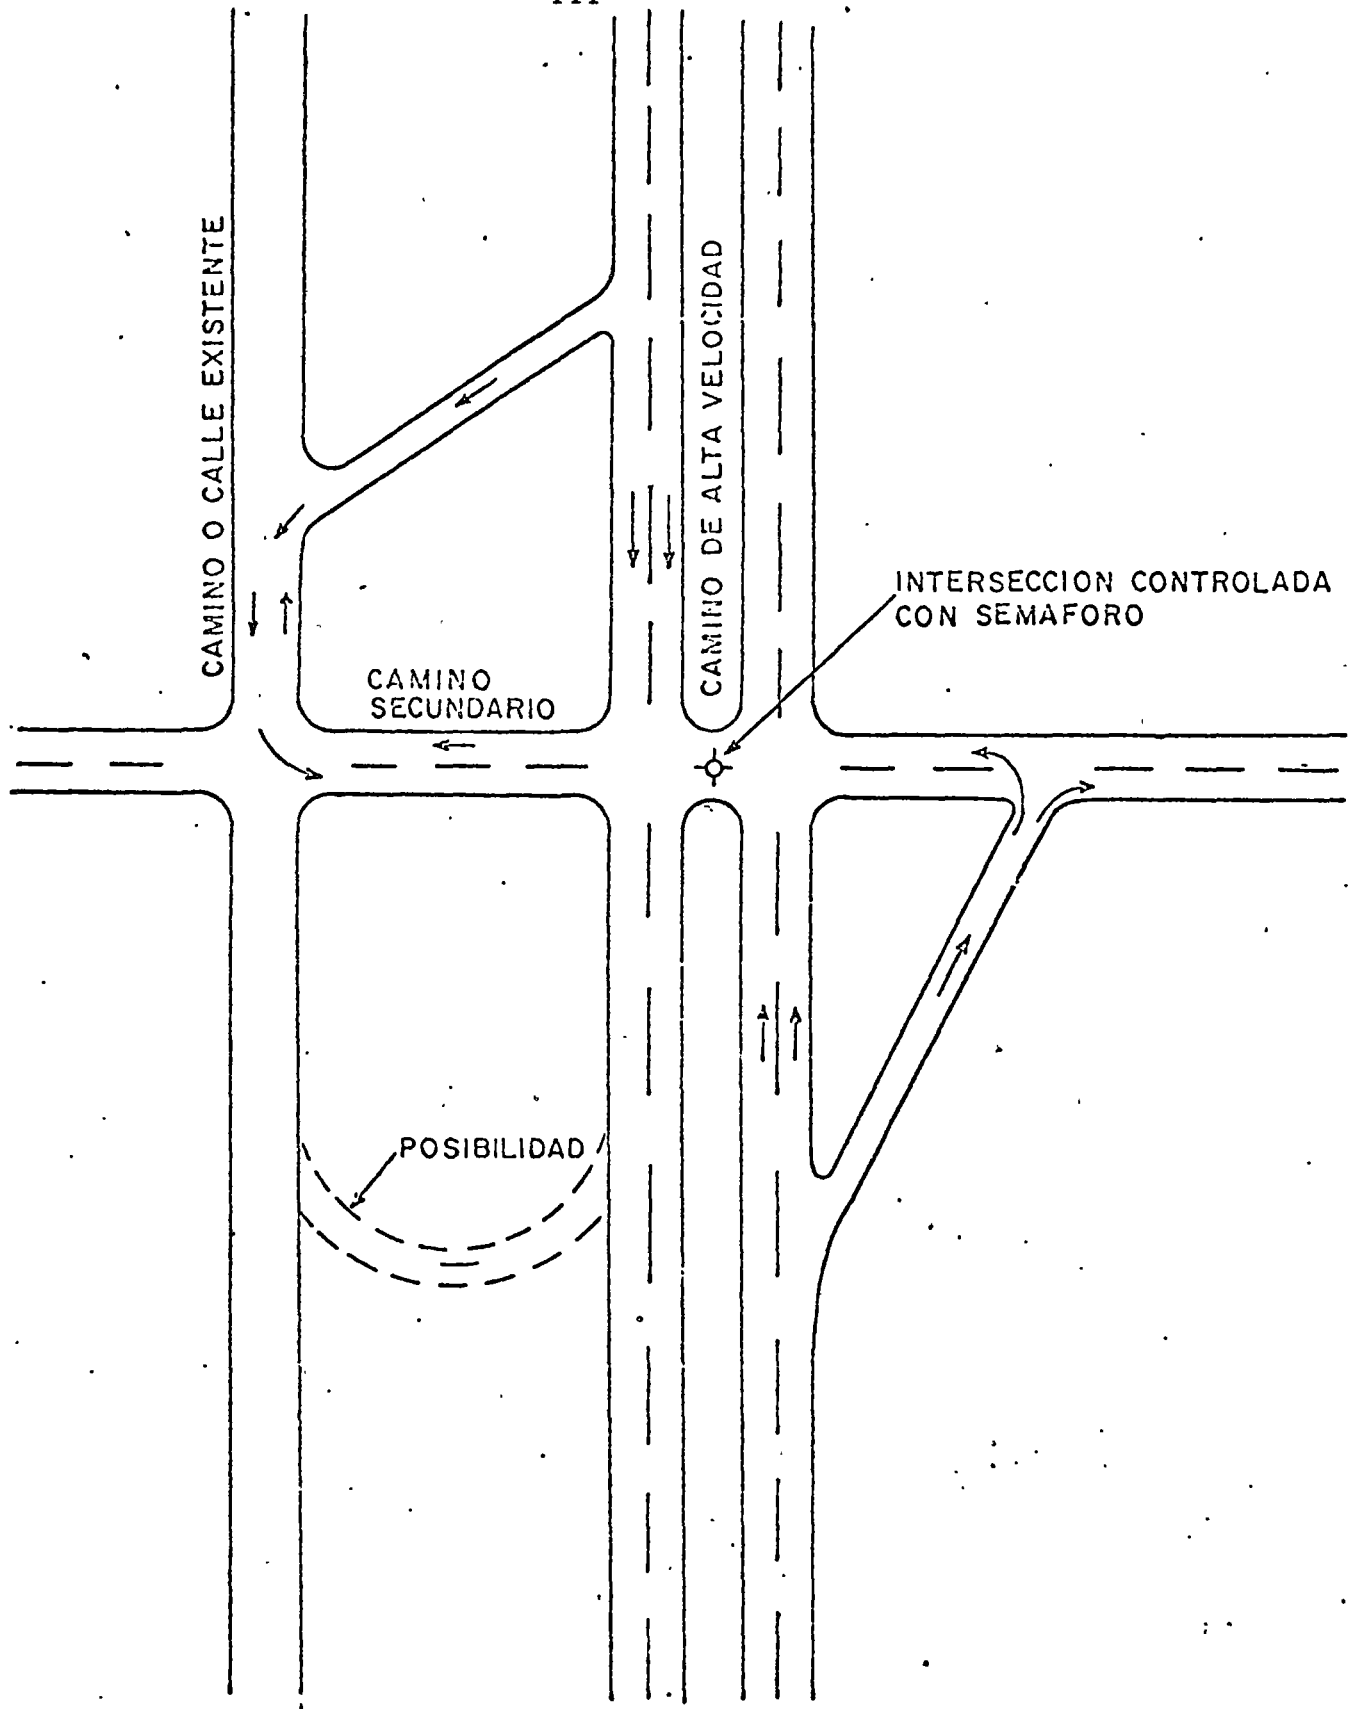 CAMINO O CALLE EXISTENTE
CAMINO DE ALTA VELOCIDAD
INTERSECCION CONTROLADA
CON SEMAFORO
CAMINO
SECUNDARIO
POSIBILIDAD